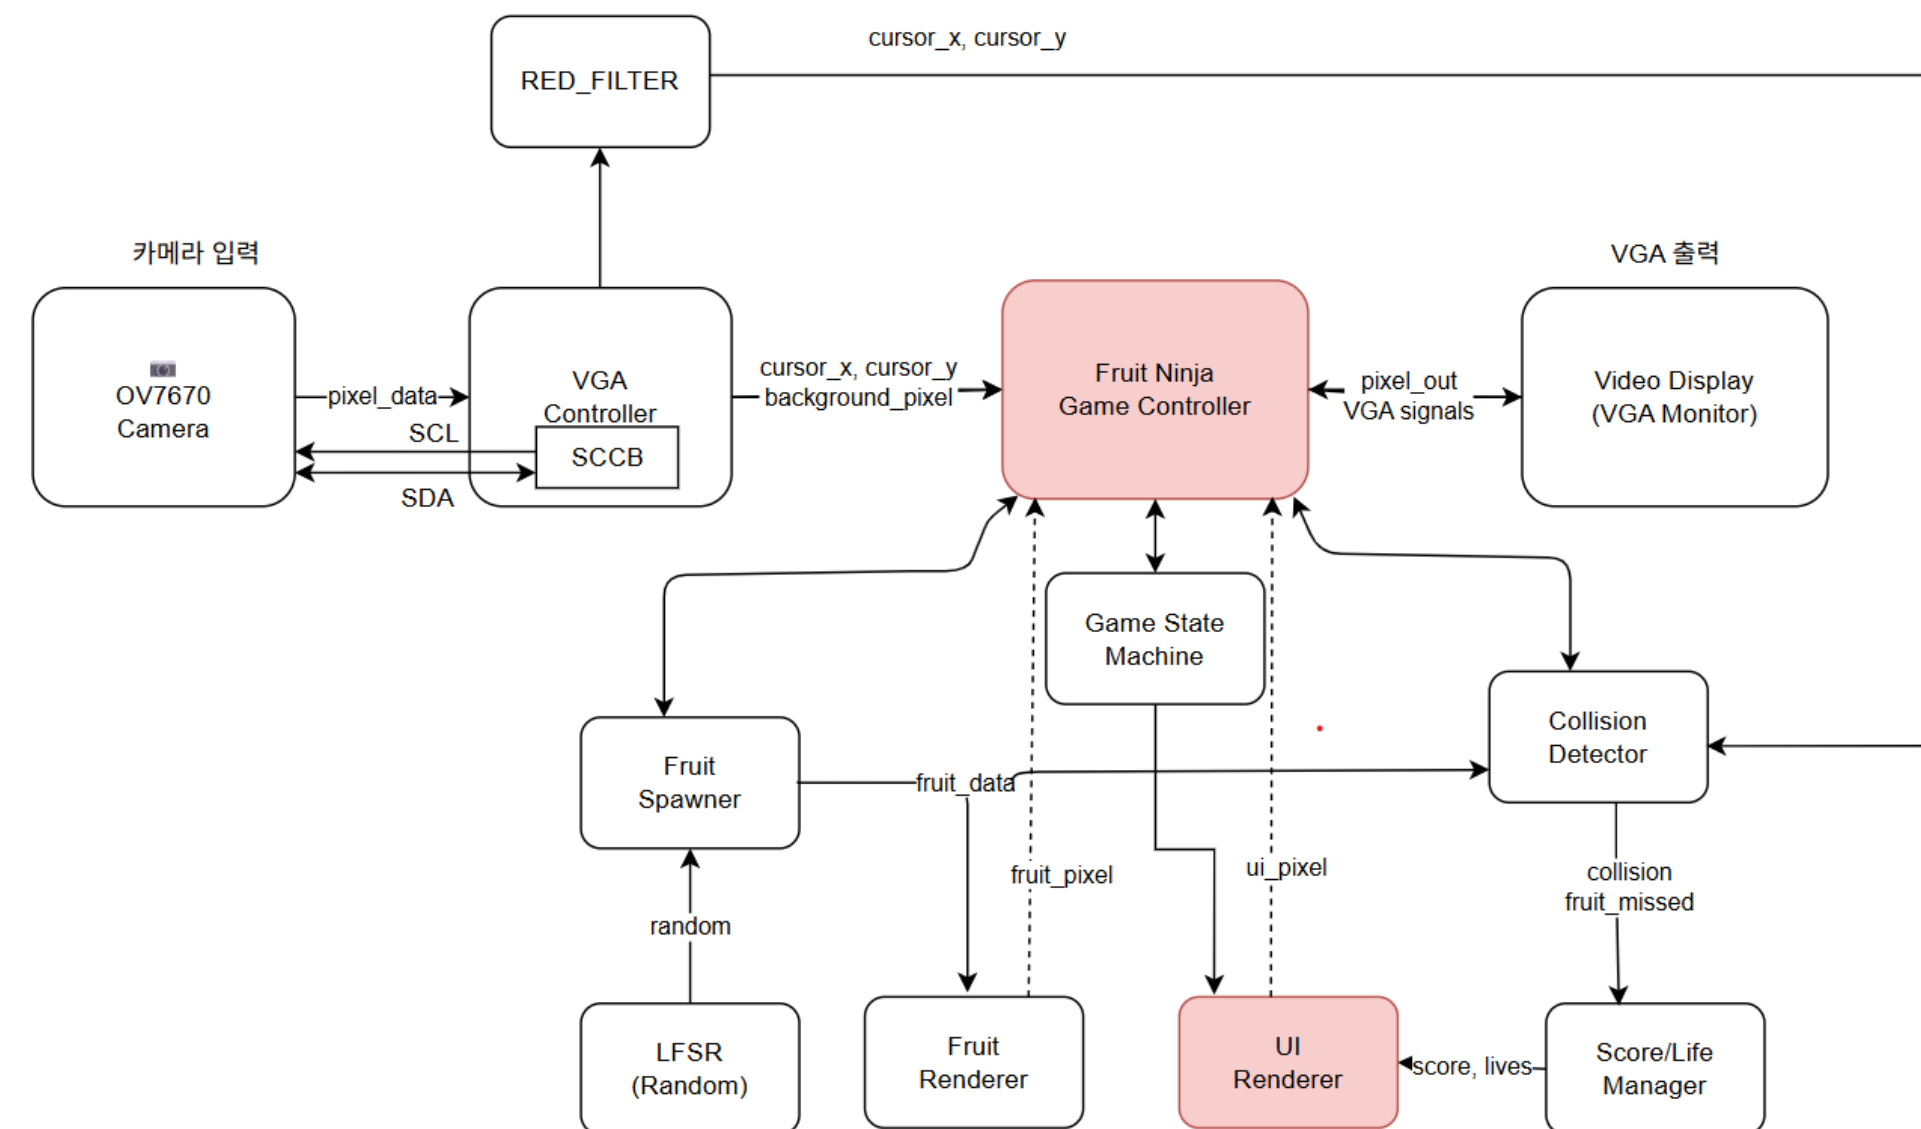 cursor_x, cursor_y
RED_FILTER
카메라 입력
VGA 출력
OV7670
Camera
pixel_data
SCL
SDA
VGA
Controller
SCCB
cursor_x, cursor_y
background_pixel
Fruit Ninja
Game Controller
pixel_out
VGA signals
Video Display
(VGA Monitor)
Game State
Machine
Collision
Detector
Fruit
Spawner
fruit_data
fruit_pixel
ui_pixel
collision
fruit_missed
random
LFSR
(Random)
Fruit
Renderer
UI
Renderer
score, lives
Score/Life
Manager